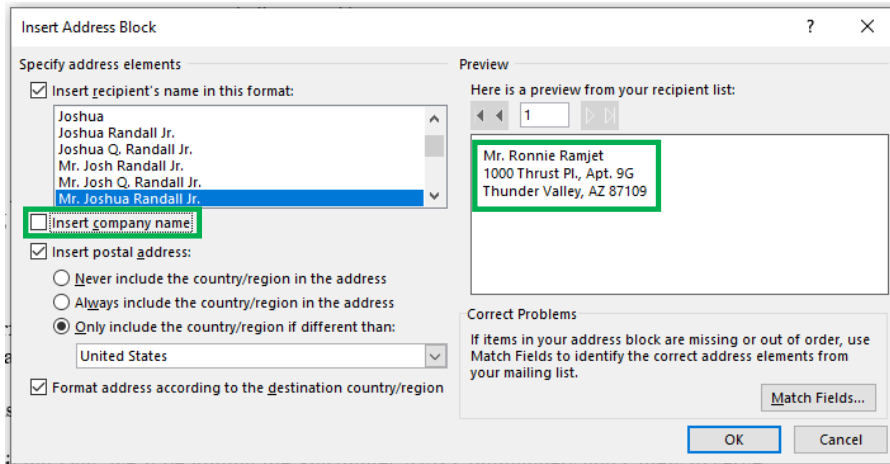 Insert Address Block
? ×
Specify address elements
Insert recipient's name in this format:
Joshua
Joshua Randall Jr.
Joshua Q. Randall Jr.
Mr. Josh Randall Jr.
Mr. Josh Q. Randall Jr.
Mr. Joshua Randall Jr.
Insert company name
Insert postal address:
Never include the country/region in the address
Always include the country/region in the address
Only include the country/region if different than:
United States
Format address according to the destination country/region
Preview
Here is a preview from your recipient list:
1
Mr. Ronnie Ramjet
1000 Thrust Pl., Apt. 9G
Thunder Valley, AZ 87109
Correct Problems
If items in your address block are missing or out of order, use
Match Fields to identify the correct address elements from
your mailing list.
Match Fields...
OK
Cancel